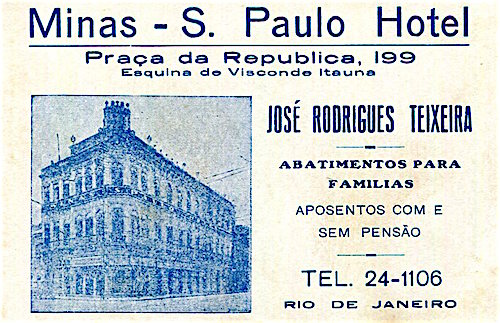 Minas - S. Paulo Hotel
Praça da Republica, 199
Esquina de Visconde Itauna
JOSÉ RODRIGUES TEIXEIRA
ABATIMENTOS PARA
FAMILIAS
APOSENTOS COM E
SEM PENSÃO
TEL. 24-1106
RIO DE JANEIRO